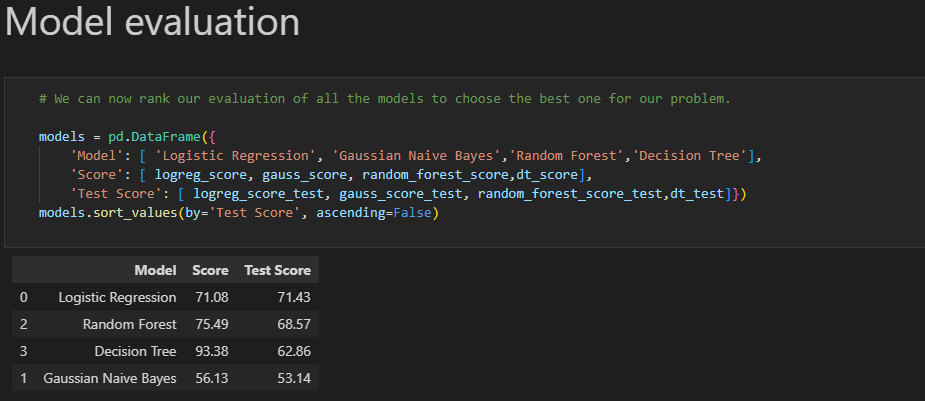 Model evaluation
# We can now rank our evaluation of all the models to choose the best one for our problem.
models = pd.DataFrame({
'Model': [ 'Logistic Regression', 'Gaussian Naive Bayes','Random Forest','Decision Tree'],
'Score': [ logreg_score, gauss_score, random_forest_score,dt_score],
'Test Score': [ logreg_score_test, gauss_score_test, random_forest_score_test,dt_test]})
models.sort_values(by='Test Score', ascending=False)
Model Score Test Score
0 Logistic Regression 71.08 71.43
2 Random Forest 75.49 68.57
3 Decision Tree 93.38 62.86
1 Gaussian Naive Bayes 56.13 53.14